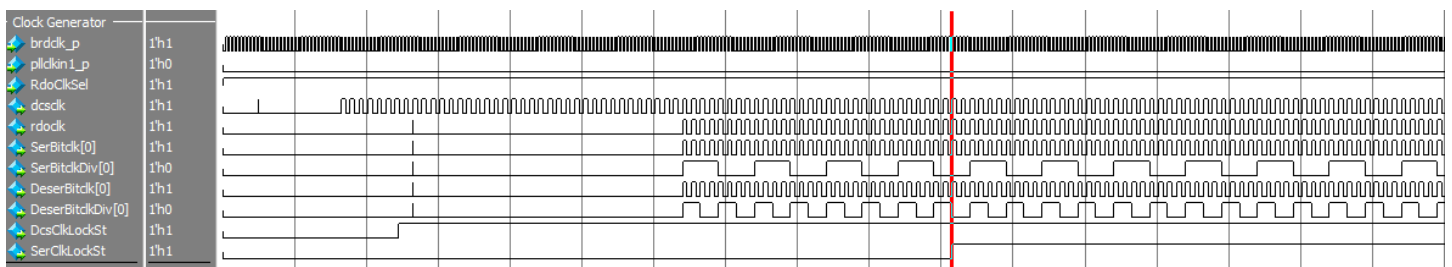 Clock Generator
brdclk_p 1'h1
pllclkin1_p 1'h0
RdoClkSel 1'h1
dcsclk 1'h1
rdoclk 1'h1
SerBitclk[0] 1'h1
SerBitclkDiv[0] 1'h0
DeserBitclk[0] 1'h1
DeserBitclkDiv[0] 1'h0
DcsClkLockSt 1'h1
SerClkLockSt 1'h1